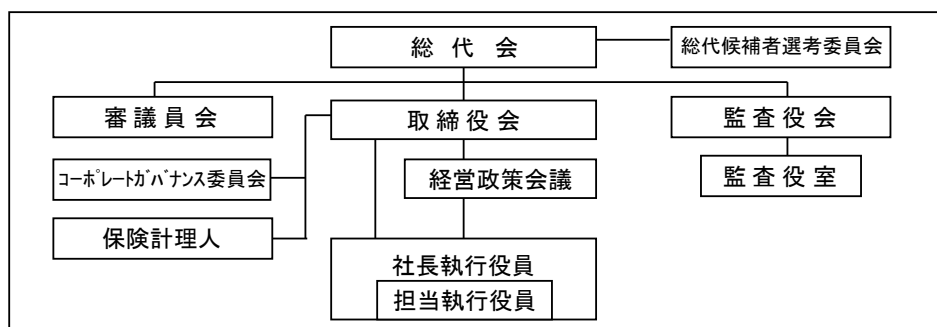 総代会
総代候補者選考委員会
審議員会
取締役会
監査役会
コーポレートガバナンス委員会
経営政策会議
監査役室
保険計理人
社長執行役員
担当執行役員